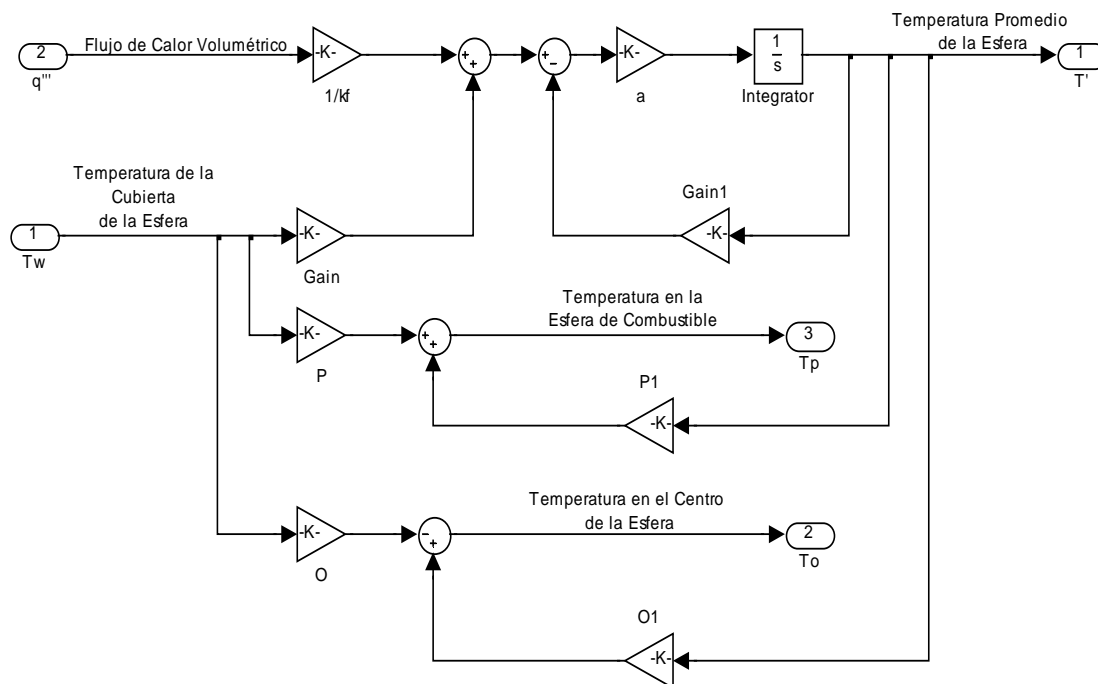 Temperatura Promedio
de la Esfera
2
Flujo de Calor Volumétrico
-K-
+
+
+
-
-K-
1
s
1
q'''
1/kf
a
Integrator
T'
Temperatura de la
Cubierta
de la Esfera
Gain1
1
-K-
-K-
Tw
Gain
Temperatura en la
Esfera de Combustible
-K-
+
+
3
P
Tp
P1
-K-
Temperatura en el Centro
de la Esfera
-K-
-
+
2
O
To
O1
-K-